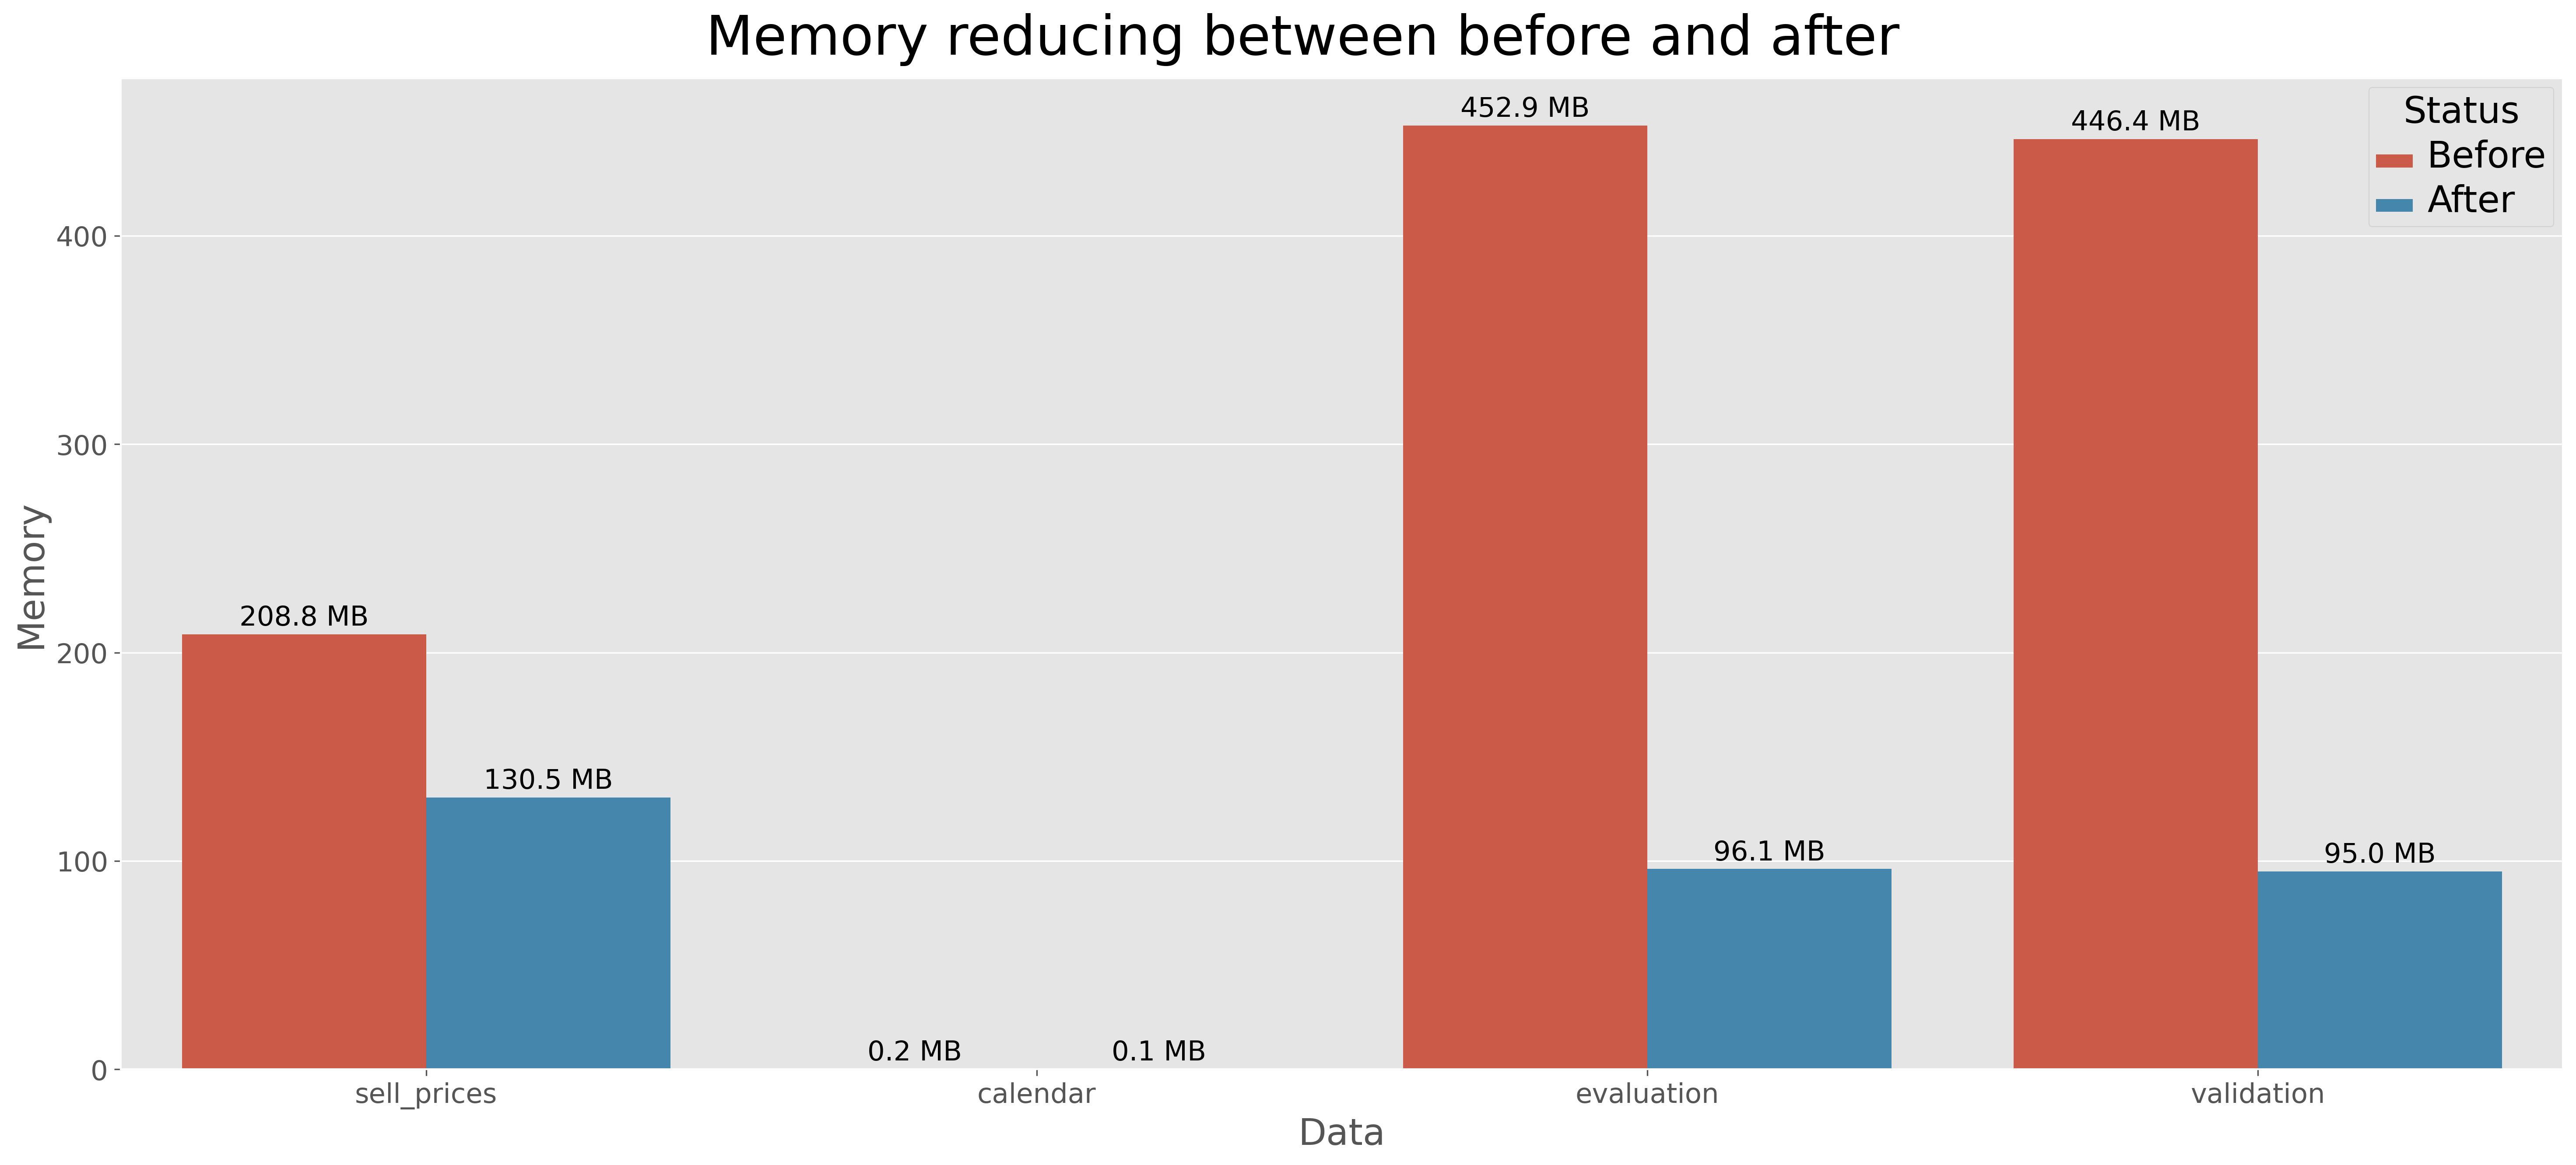 Memory reducing between before and after
452.9 MB
446.4 MB
Status
Before
After
400
300
Memory
208.8 MB
200
130.5 MB
100
96.1 MB
95.0 MB
0.2 MB
0.1 MB
0
sell_prices
calendar
evaluation
validation
Data